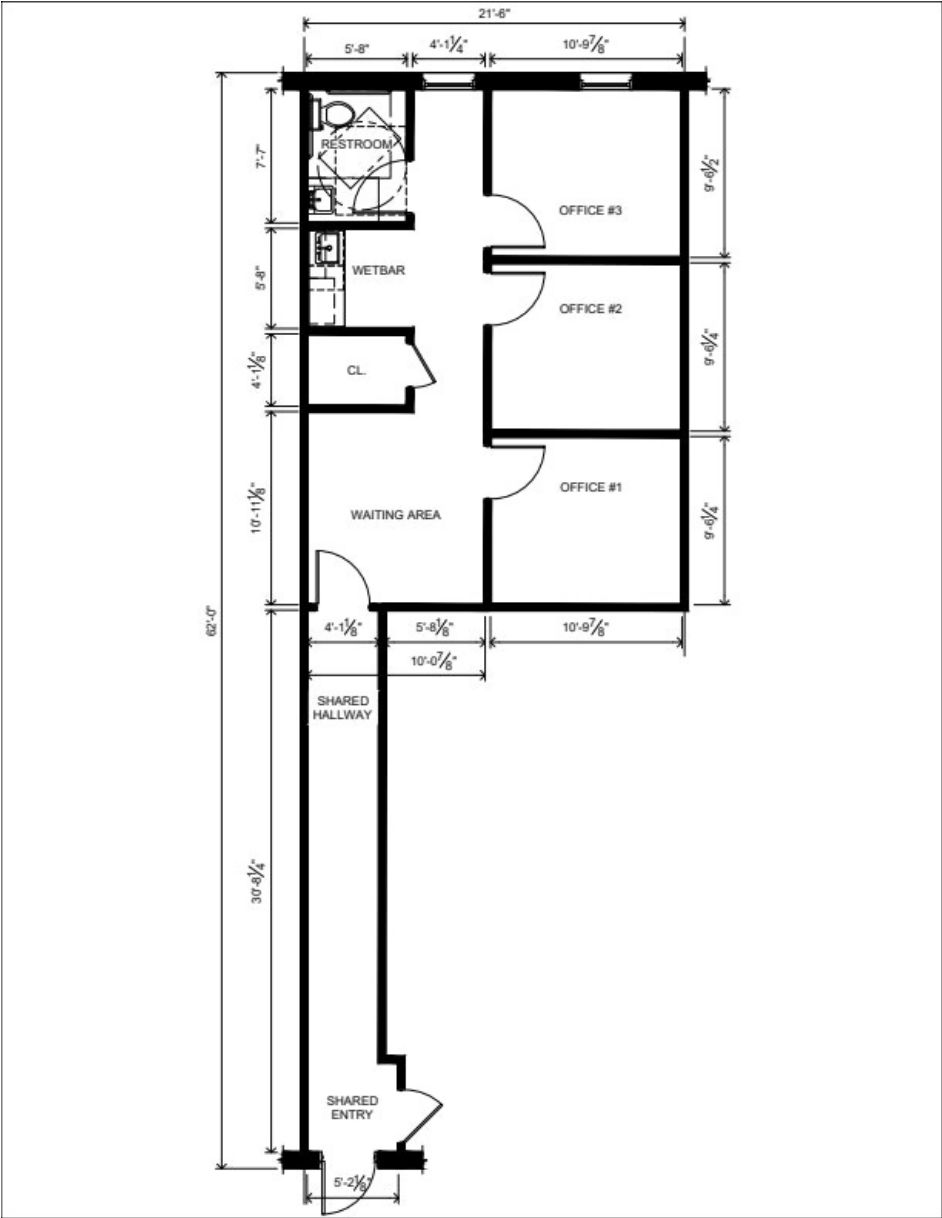 21'-6"
5'-8"
4'-1¼"
10'-9⅞"
7'-7"
RESTROOM
9'-6½"
OFFICE #3
5'-8"
WETBAR
OFFICE #2
9'-6¼"
4'-1⅛"
CL.
OFFICE #1
10'-11⅛"
WAITING AREA
9'-6¼"
62'-0"
4'-1⅛"
5'-8⅛"
10'-9⅞"
10'-0⅞"
SHARED
HALLWAY
30'-8¼"
SHARED
ENTRY
5'-2⅛"